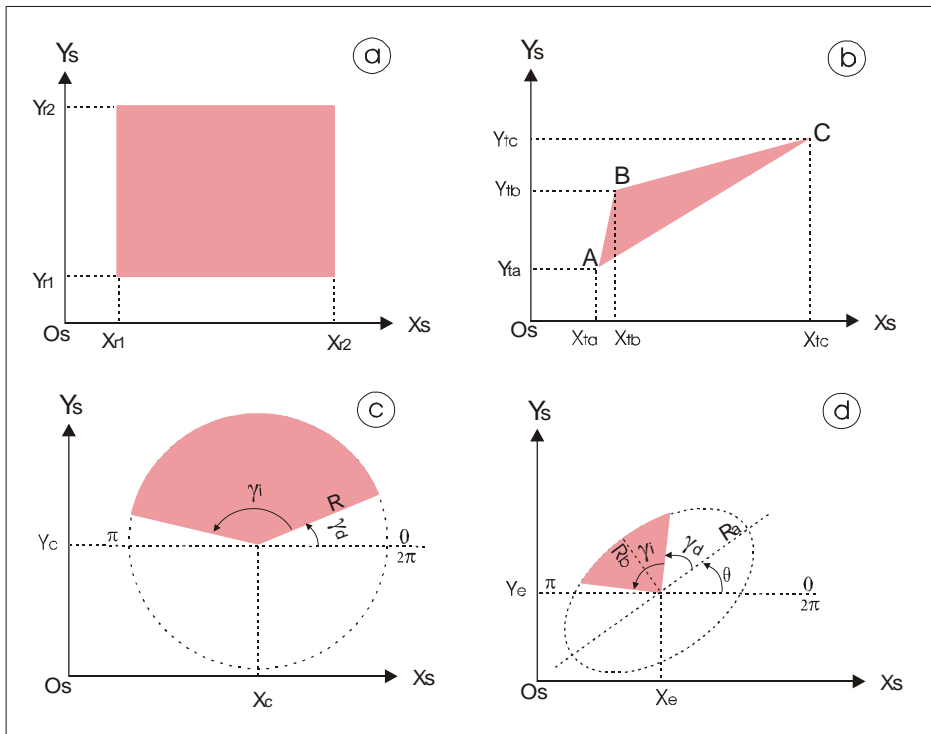 Ys
a
Yr2
Yr1
Os
Xr1
Xr2
Xs
Ys
b
Ytc
C
B
Ytb
A
Yta
Os
Xta
Xtb
Xtc
Xs
Ys
c
γi
R
γd
Yc
π
0
2π
Os
Xc
Xs
Ys
d
Ra
Rb
γi
γd
θ
Ye
π
0
2π
Os
Xe
Xs